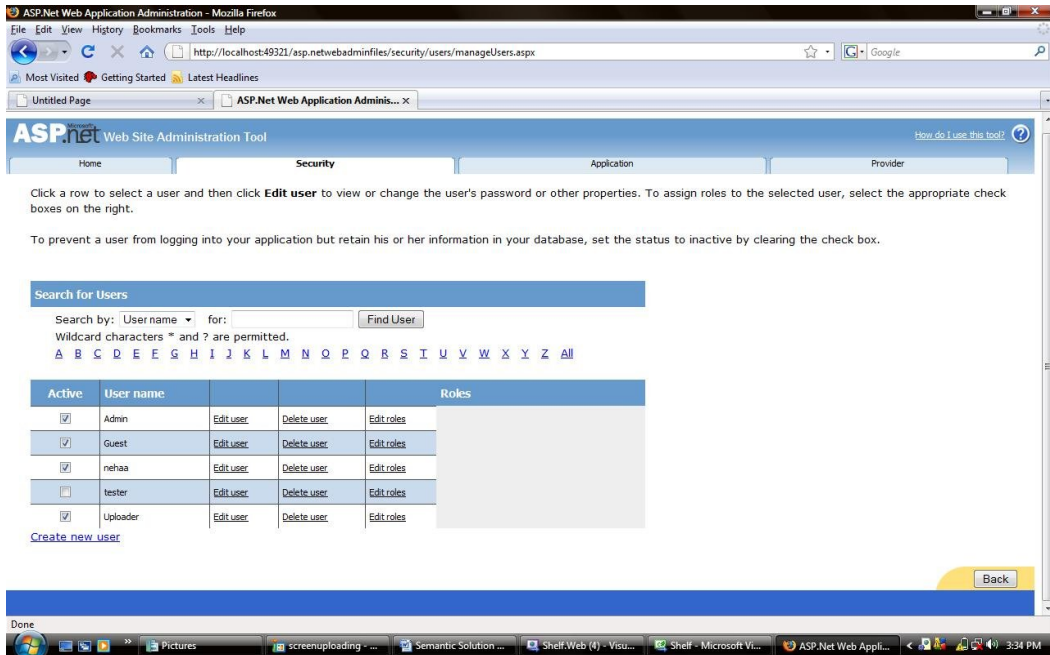 ASP.Net Web Application Administration - Mozilla Firefox
File Edit View History Bookmarks Tools Help
http://localhost:49321/asp.netwebadminfiles/security/users/manageUsers.aspx
G Google
Most Visited Getting Started Latest Headlines
Untitled Page
ASP.Net Web Application Adminis...
Microsoft
ASP.net Web Site Administration Tool
How do I use this tool? ?
Home Security Application Provider
Click a row to select a user and then click Edit user to view or change the user's password or other properties. To assign roles to the selected user, select the appropriate check
boxes on the right.
To prevent a user from logging into your application but retain his or her information in your database, set the status to inactive by clearing the check box.
Search for Users
Search by: User name for: Find User
Wildcard characters * and ? are permitted.
A B C D E F G H I J K L M N O P Q R S T U V W X Y Z All
Active User name Roles
Admin Edit user Delete user Edit roles
Guest Edit user Delete user Edit roles
nehaa Edit user Delete user Edit roles
tester Edit user Delete user Edit roles
Uploader Edit user Delete user Edit roles
Create new user
Back
Done
Pictures
screenuploading - ...
Semantic Solution ...
Shelf.Web (4) - Visu...
Shelf - Microsoft Vi...
ASP.Net Web Appli...
3:34 PM